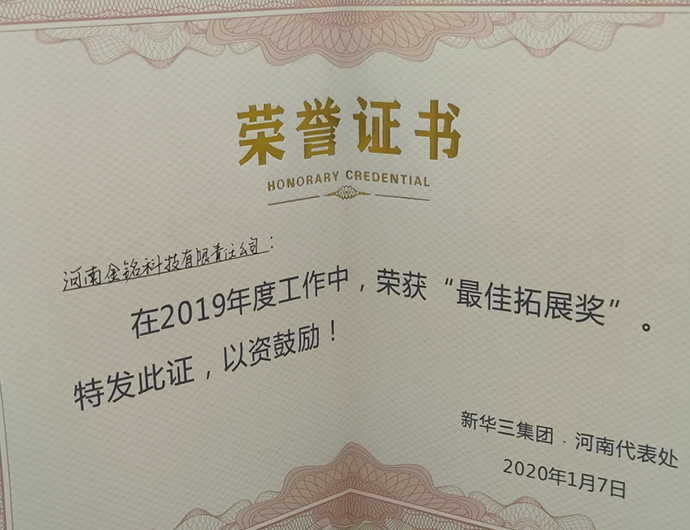 荣誉证书
HONORARY CREDENTIAL
河南金铭科技有限责任公司：
在2019年度工作中，荣获“最佳拓展奖”。
特发此证，以资鼓励！
新华三集团．河南代表处
2020年1月7日